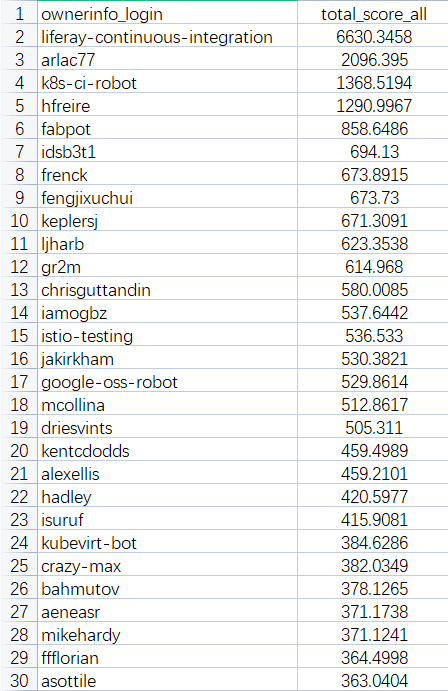 1 ownerinfo_login total_score_all
2 liferay-continuous-integration 6630.3458
3 arlac77 2096.395
4 k8s-ci-robot 1368.5194
5 hfreire 1290.9967
6 fabpot 858.6486
7 idsb3t1 694.13
8 frenck 673.8915
9 fengjixuchui 673.73
10 keplersj 671.3091
11 ljharb 623.3538
12 gr2m 614.968
13 chrisguttandin 580.0085
14 iamogbz 537.6442
15 istio-testing 536.533
16 jakirkham 530.3821
17 google-oss-robot 529.8614
18 mcollina 512.8617
19 driesvints 505.311
20 kentcdodds 459.4989
21 alexellis 459.2101
22 hadley 420.5977
23 isuruf 415.9081
24 kubevirt-bot 384.6286
25 crazy-max 382.0349
26 bahmutov 378.1265
27 aeneasr 371.1738
28 mikehardy 371.1241
29 ffflorian 364.4998
30 asottile 363.0404